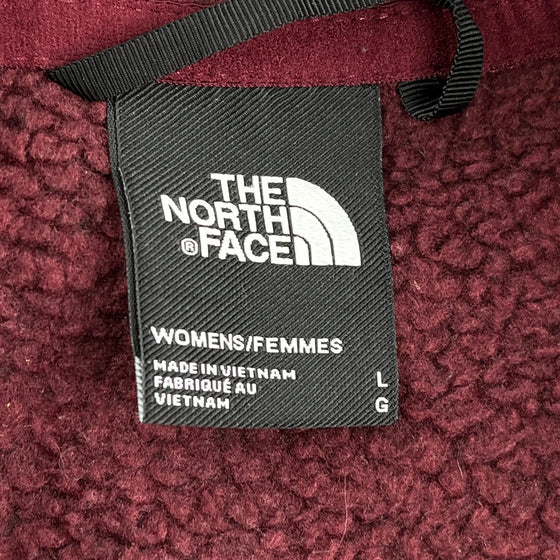 THE
NORTH
® FACE
WOMENS/FEMMES
MADE IN VIETNAM
FABRIQUÉ AU
VIETNAM
L
G